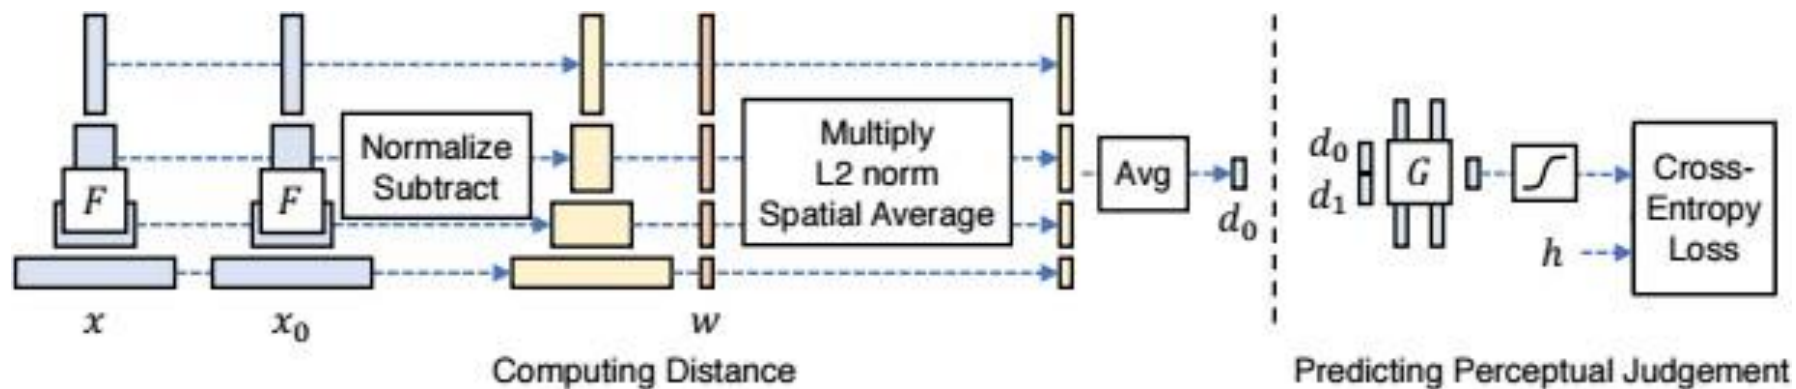 F
F
Normalize
Subtract
Multiply
L2 norm
Spatial Average
Avg
d₀
x
x₀
w
Computing Distance
d₀
d₁
G
h
Cross-
Entropy
Loss
Predicting Perceptual Judgement